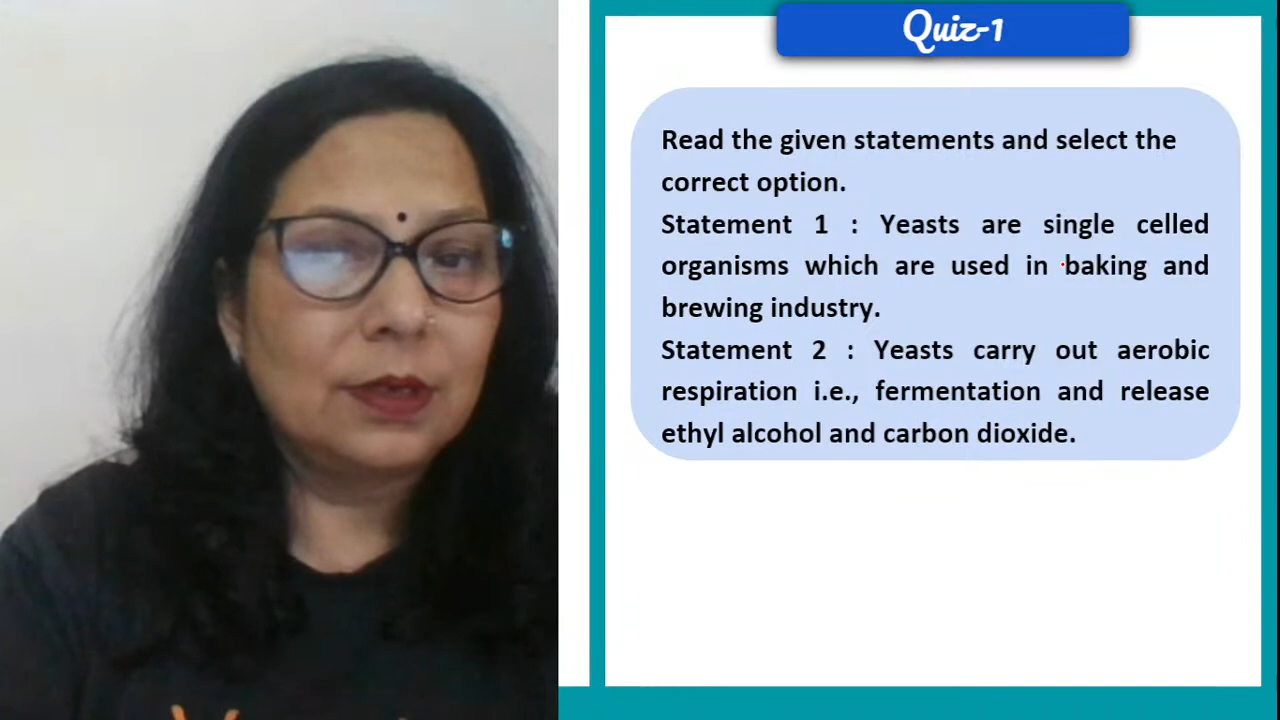 Quiz-1
Read the given statements and select the
correct option.
Statement 1 : Yeasts are single celled
organisms which are used in baking and
brewing industry.
Statement 2 : Yeasts carry out aerobic
respiration i.e., fermentation and release
ethyl alcohol and carbon dioxide.